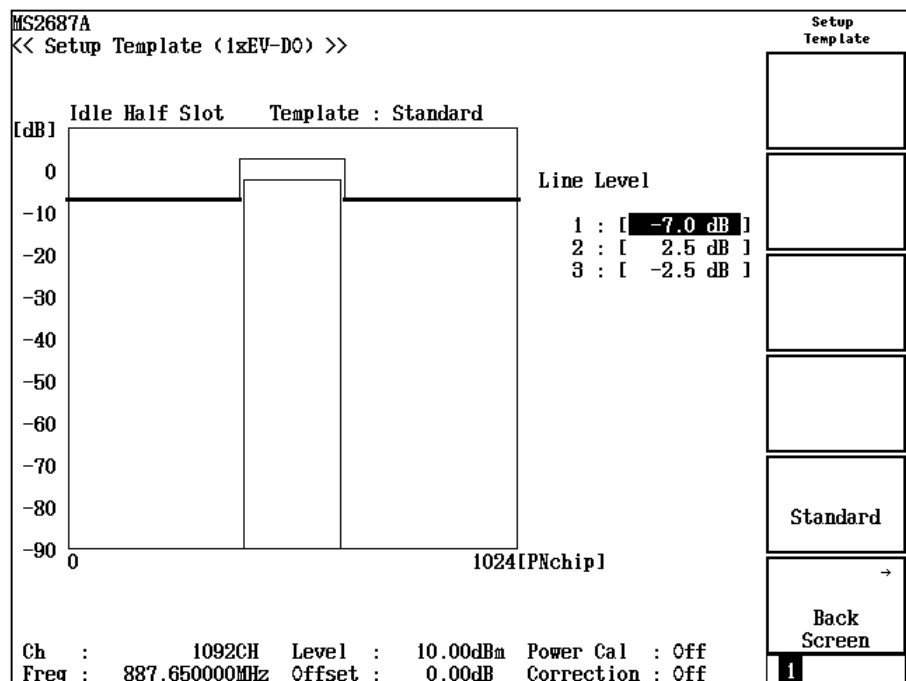 MS2687A
<< Setup Template (1xEV-DO) >>
Setup
Template
Idle Half Slot Template : Standard
[dB]
0
-10
-20
-30
-40
-50
-60
-70
-80
-90
0
1024[PNchip]
Line Level
1 : [ -7.0 dB ]
2 : [ 2.5 dB ]
3 : [ -2.5 dB ]
Standard
→
Back
Screen
1
Ch : 1092CH Level : 10.00dBm Power Cal : Off
Freq : 887.650000MHz Offset : 0.00dB Correction : Off